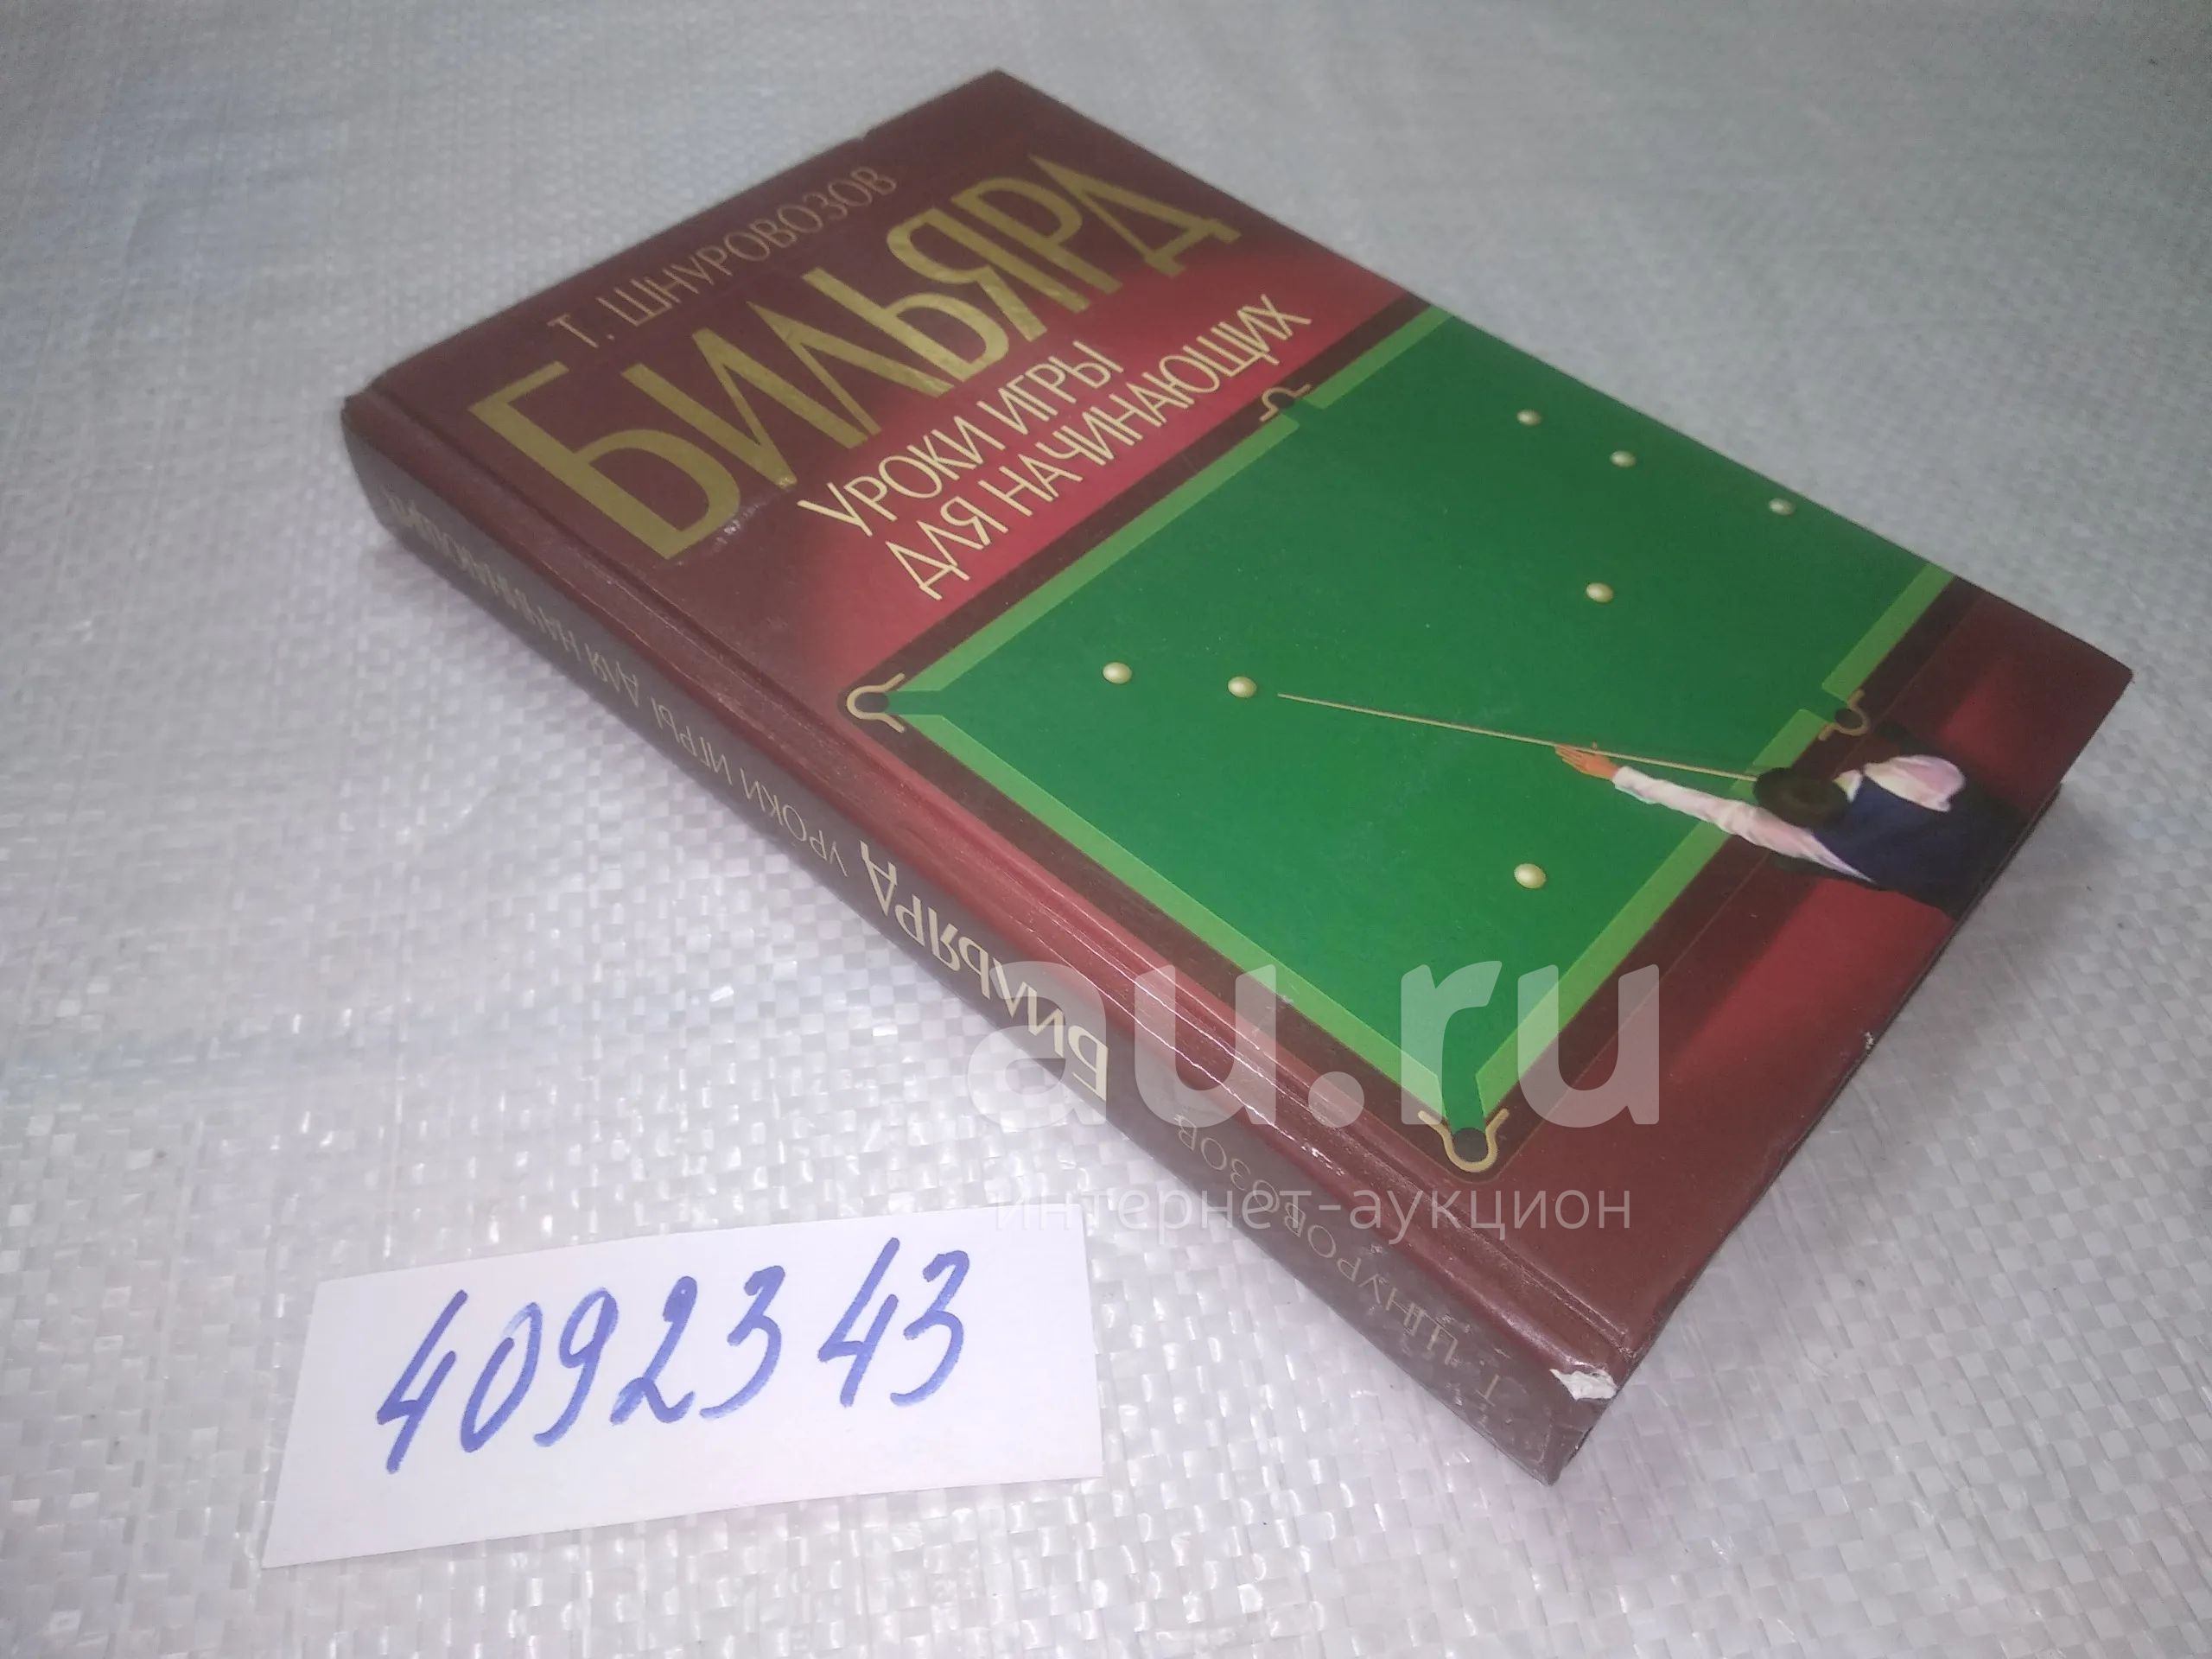 Т. ШНУРОВОЗОВ
БИЛЬЯРД
УРОКИ ИГРЫ
ДЛЯ НАЧИНАЮЩИХ
Т. ШНУРОВОЗОВ БИЛЬЯРД УРОКИ ИГРЫ ДЛЯ НАЧИНАЮЩИХ
au.ru
интернет-аукцион
4092343